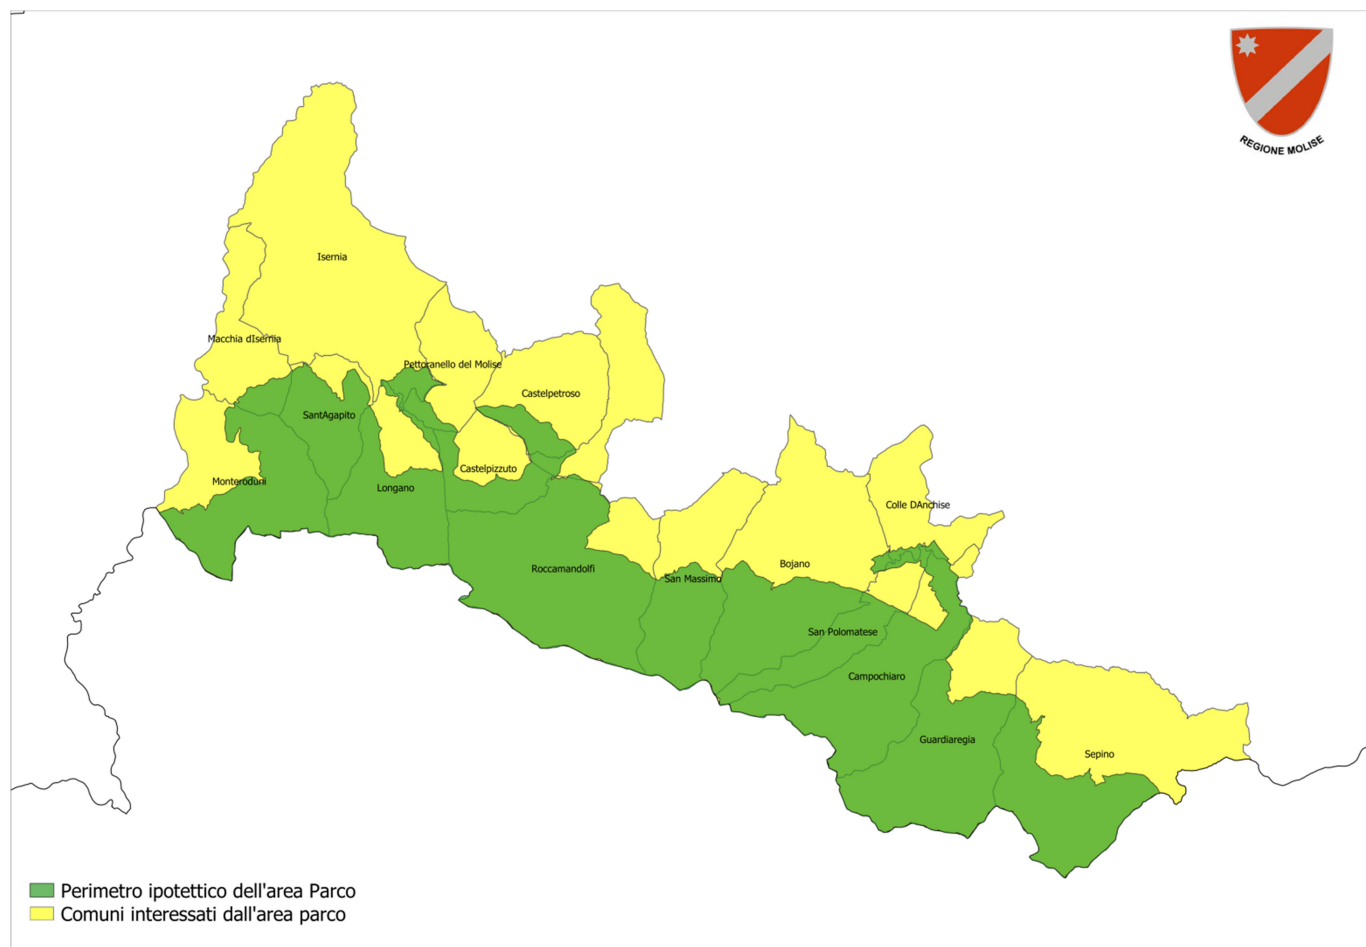 REGIONE MOLISE
Isernia
Macchia dIsernia
Pettoranello del Molise
Castelpetroso
SantAgapito
Castelpizzuto
Monteroduni
Longano
Colle DAnchise
Roccamandolfi
San Massimo
Bojano
San Polomatese
Campochiaro
Guardiaregia
Sepino
Perimetro ipotettico dell'area Parco
Comuni interessati dall'area parco